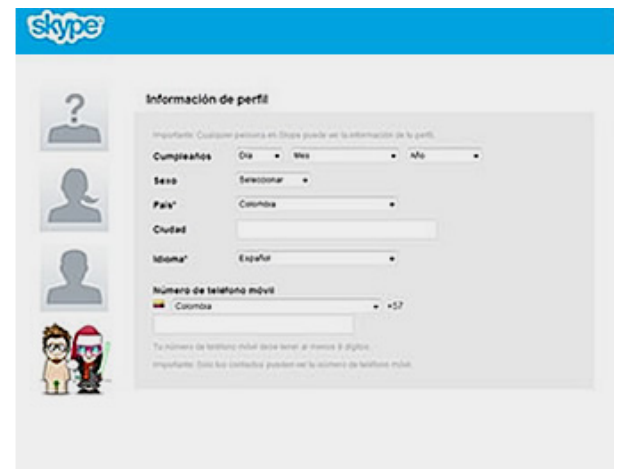 skype
?
Información de perfil
Importante: Cualquier persona en Skype puede ver la información de tu perfil.
Cumpleaños Día Mes Año
Sexo Seleccionar
País* Colombia
Ciudad
Idioma* Español
Número de teléfono móvil
Colombia +57
Tu número de teléfono móvil debe tener al menos 8 dígitos.
Importante: Solo tus contactos pueden ver tu número de teléfono móvil.